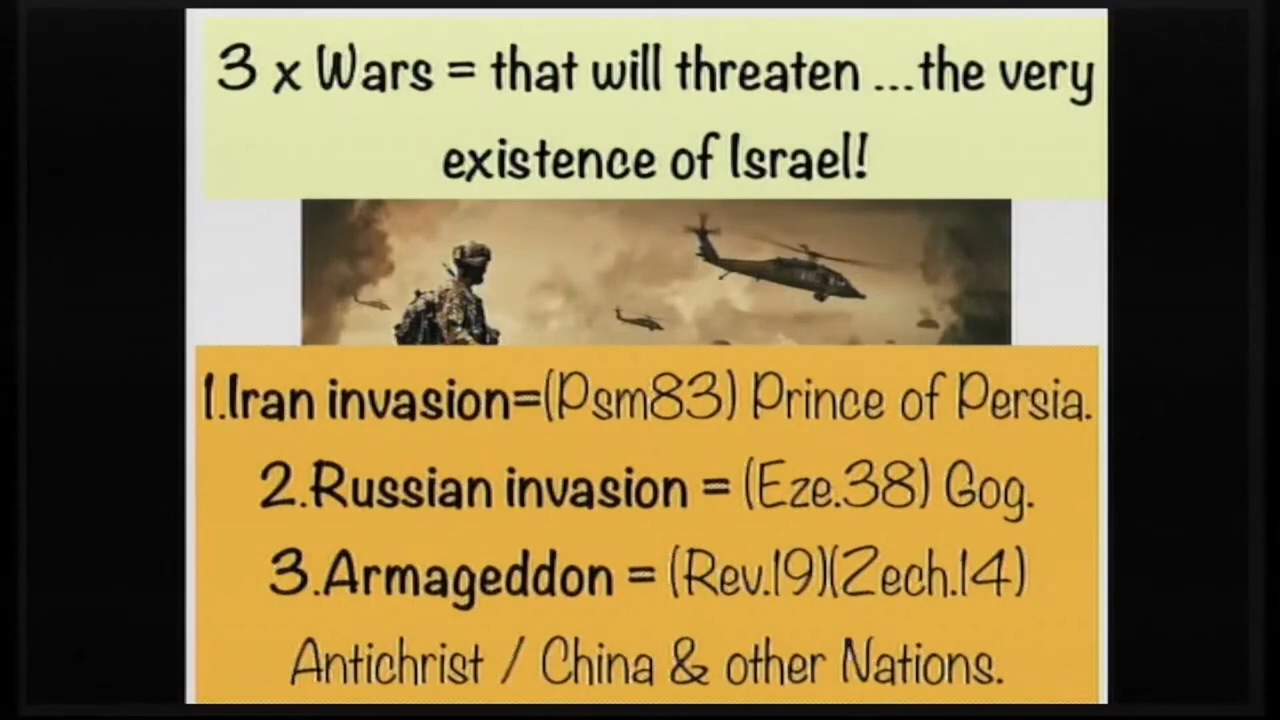 3 x Wars = that will threaten ...the very
existence of Israel!
1.Iran invasion=(Psm83) Prince of Persia.
2.Russian invasion = (Eze.38) Gog.
3.Armageddon = (Rev.19)(Zech.14)
Antichrist / China & other Nations.